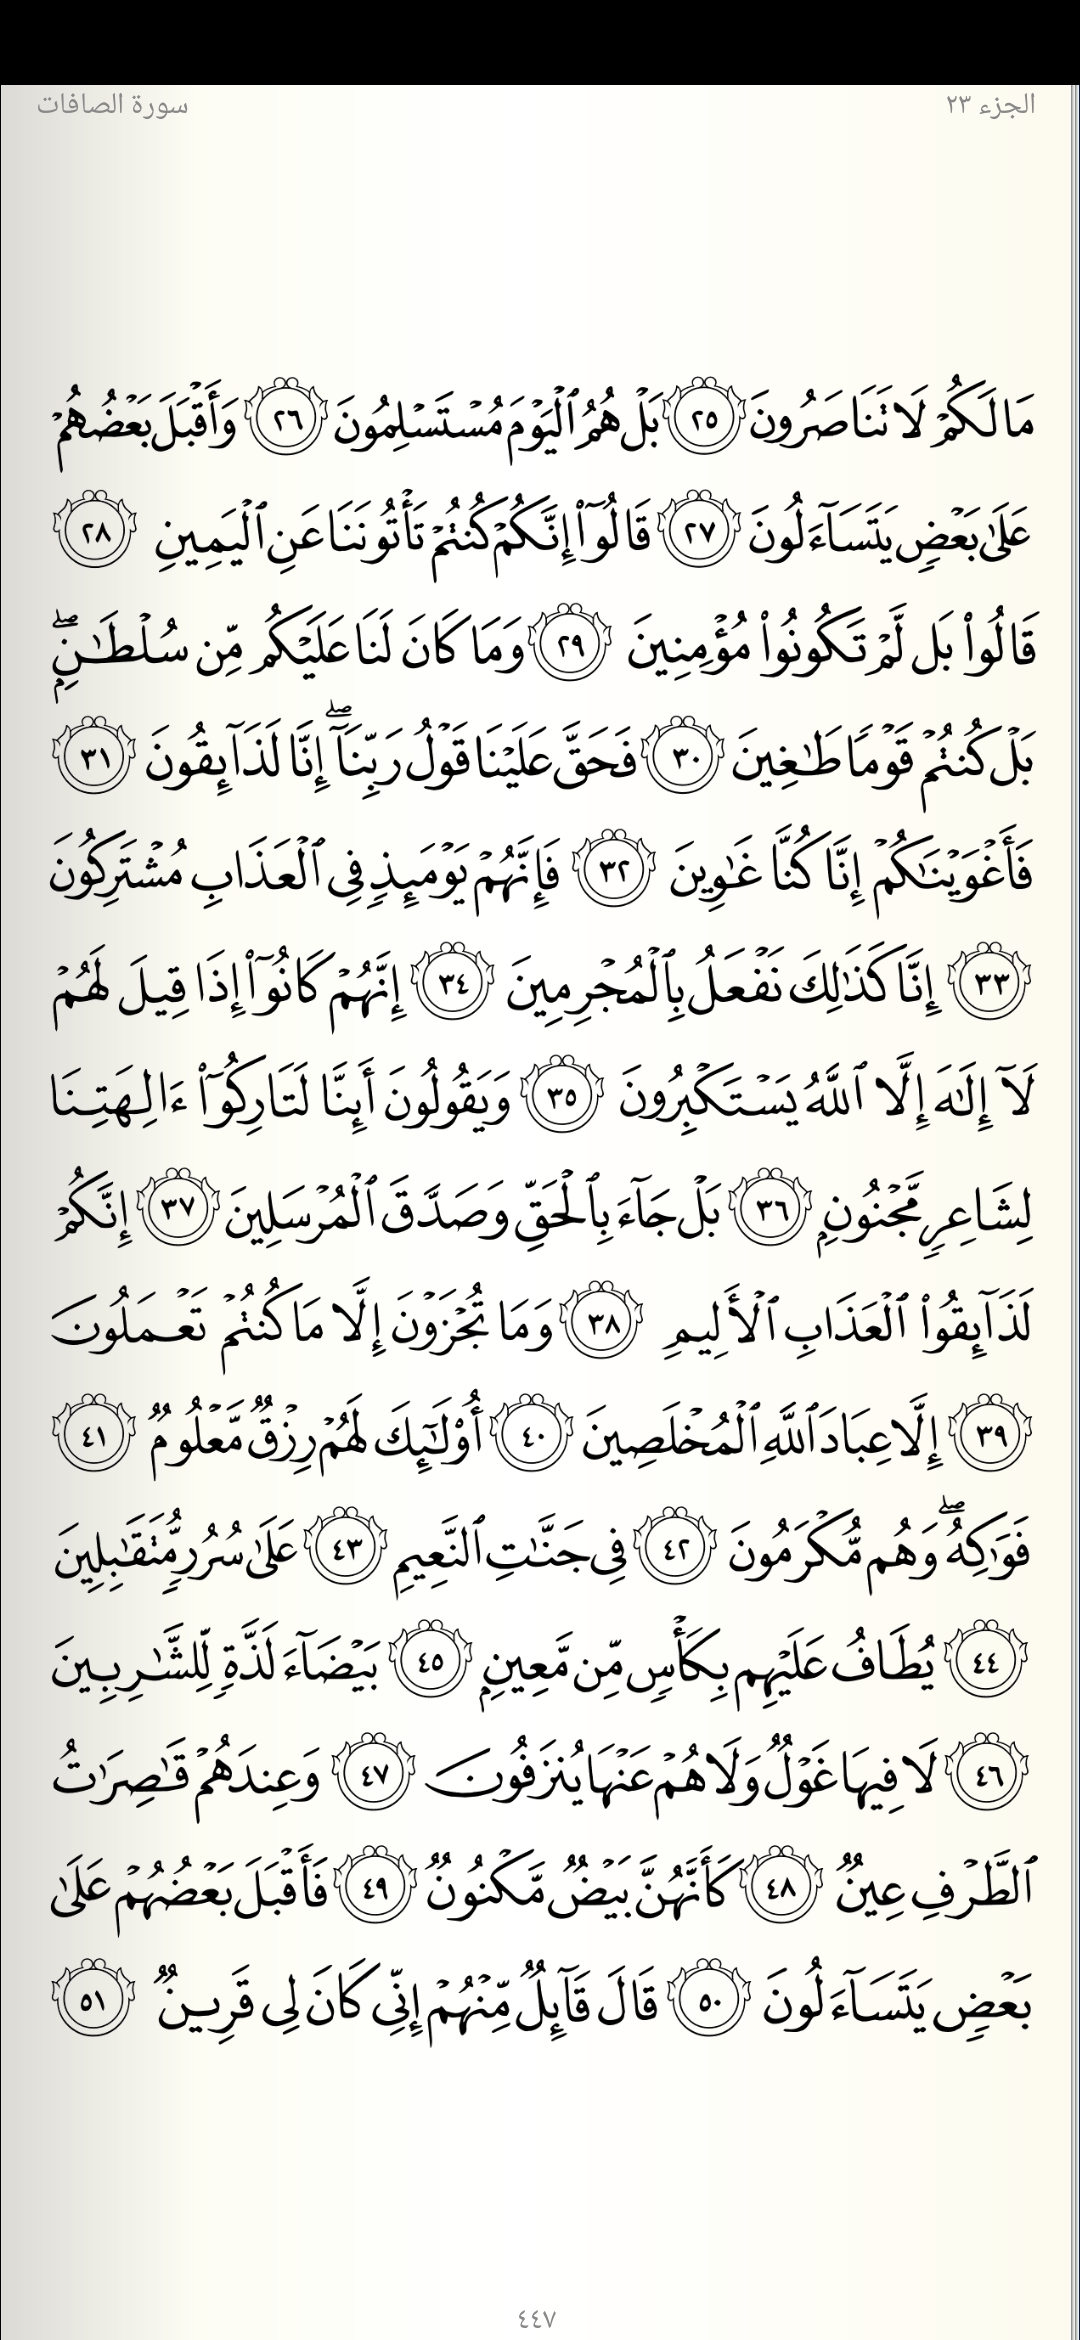 الجزء ٢٣
سورة الصافات
مَا لَكُمْ لَا تَنَاصَرُونَ ٢٥ بَلْ هُمُ ٱلْيَوْمَ مُسْتَسْلِمُونَ ٢٦ وَأَقْبَلَ بَعْضُهُمْ
عَلَىٰ بَعْضٍ يَتَسَآءَلُونَ ٢٧ قَالُوٓا۟ إِنَّكُمْ كُنتُمْ تَأْتُونَنَا عَنِ ٱلْيَمِينِ ٢٨
قَالُوا۟ بَل لَّمْ تَكُونُوا۟ مُؤْمِنِينَ ٢٩ وَمَا كَانَ لَنَا عَلَيْكُم مِّن سُلْطَـٰنٍۭ ۖ
بَلْ كُنتُمْ قَوْمًا طَـٰغِينَ ٣٠ فَحَقَّ عَلَيْنَا قَوْلُ رَبِّنَآ ۖ إِنَّا لَذَآئِقُونَ ٣١
فَأَغْوَيْنَـٰكُمْ إِنَّا كُنَّا غَـٰوِينَ ٣٢ فَإِنَّهُمْ يَوْمَئِذٍ فِى ٱلْعَذَابِ مُشْتَرِكُونَ
٣٣ إِنَّا كَذَٰلِكَ نَفْعَلُ بِٱلْمُجْرِمِينَ ٣٤ إِنَّهُمْ كَانُوٓا۟ إِذَا قِيلَ لَهُمْ
لَآ إِلَـٰهَ إِلَّا ٱللَّهُ يَسْتَكْبِرُونَ ٣٥ وَيَقُولُونَ أَئِنَّا لَتَارِكُوٓا۟ ءَالِهَتِنَا
لِشَاعِرٍ مَّجْنُونٍۭ ٣٦ بَلْ جَآءَ بِٱلْحَقِّ وَصَدَّقَ ٱلْمُرْسَلِينَ ٣٧ إِنَّكُمْ
لَذَآئِقُوا۟ ٱلْعَذَابِ ٱلْأَلِيمِ ٣٨ وَمَا تُجْزَوْنَ إِلَّا مَا كُنتُمْ تَعْمَلُونَ
٣٩ إِلَّا عِبَادَ ٱللَّهِ ٱلْمُخْلَصِينَ ٤٠ أُو۟لَـٰٓئِكَ لَهُمْ رِزْقٌ مَّعْلُومٌ ٤١
فَوَٰكِهُ ۖ وَهُم مُّكْرَمُونَ ٤٢ فِى جَنَّـٰتِ ٱلنَّعِيمِ ٤٣ عَلَىٰ سُرُرٍ مُّتَقَـٰبِلِينَ
٤٤ يُطَافُ عَلَيْهِم بِكَأْسٍ مِّن مَّعِينٍۭ ٤٥ بَيْضَآءَ لَذَّةٍ لِّلشَّـٰرِبِينَ
٤٦ لَا فِيهَا غَوْلٌ وَلَا هُمْ عَنْهَا يُنزَفُونَ ٤٧ وَعِندَهُمْ قَـٰصِرَٰتُ
ٱلطَّرْفِ عِينٌ ٤٨ كَأَنَّهُنَّ بَيْضٌ مَّكْنُونٌ ٤٩ فَأَقْبَلَ بَعْضُهُمْ عَلَىٰ
بَعْضٍ يَتَسَآءَلُونَ ٥٠ قَالَ قَآئِلٌ مِّنْهُمْ إِنِّى كَانَ لِى قَرِينٌ ٥١
٤٤٧